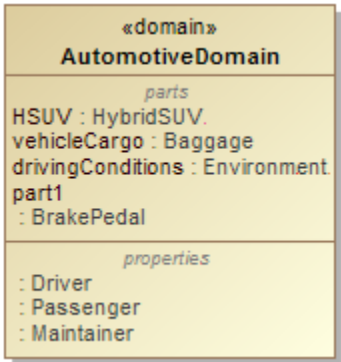 «domain»
AutomotiveDomain
parts
HSUV : HybridSUV.
vehicleCargo : Baggage
drivingConditions : Environment.
part1
: BrakePedal
properties
: Driver
: Passenger
: Maintainer